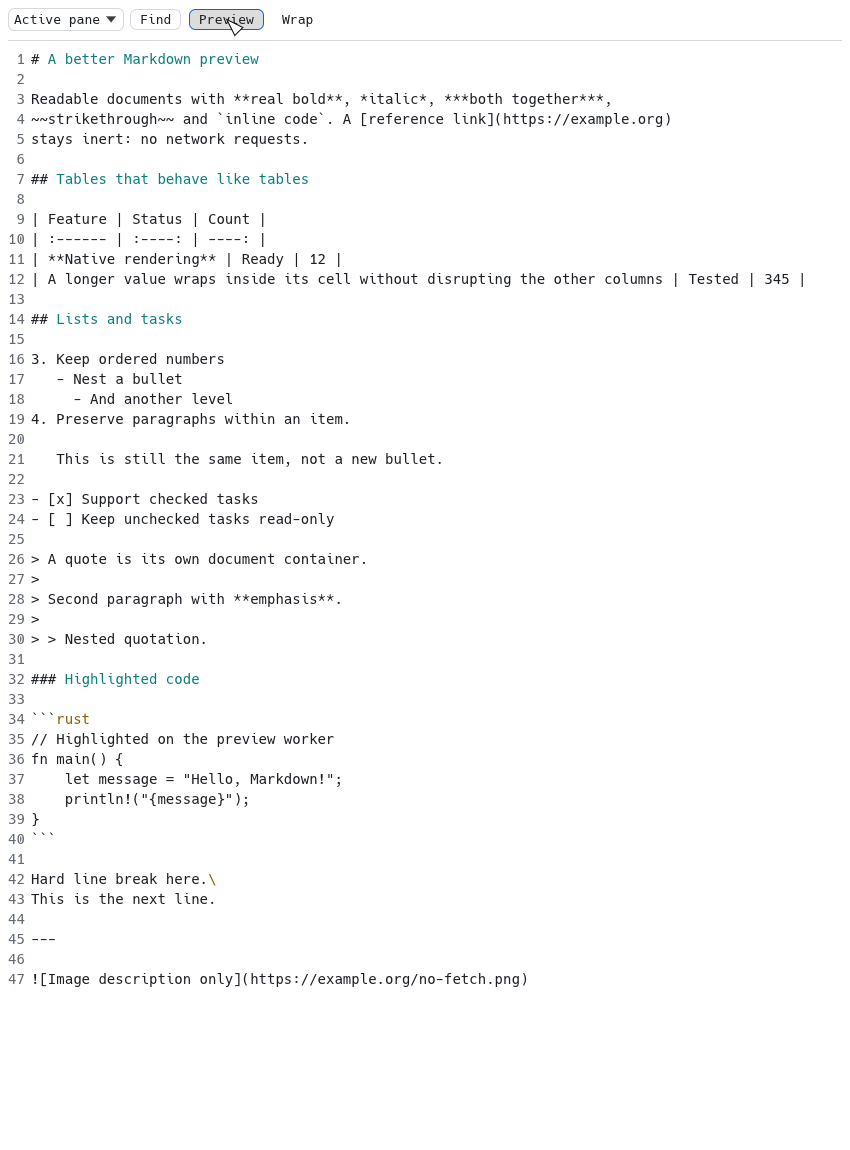 Active pane Find Preview Wrap
1 # A better Markdown preview
2
3 Readable documents with **real bold**, *italic*, ***both together***,
4 ~~strikethrough~~ and `inline code`. A [reference link](https://example.org)
5 stays inert: no network requests.
6
7 ## Tables that behave like tables
8
9 | Feature | Status | Count |
10 | :------ | :----: | ----: |
11 | **Native rendering** | Ready | 12 |
12 | A longer value wraps inside its cell without disrupting the other columns | Tested | 345 |
13
14 ## Lists and tasks
15
16 3. Keep ordered numbers
17    - Nest a bullet
18      - And another level
19 4. Preserve paragraphs within an item.
20
21    This is still the same item, not a new bullet.
22
23 - [x] Support checked tasks
24 - [ ] Keep unchecked tasks read-only
25
26 > A quote is its own document container.
27 >
28 > Second paragraph with **emphasis**.
29 >
30 > > Nested quotation.
31
32 ### Highlighted code
33
34 ```rust
35 // Highlighted on the preview worker
36 fn main() {
37     let message = "Hello, Markdown!";
38     println!("{message}");
39 }
40 ```
41
42 Hard line break here.\
43 This is the next line.
44
45 ---
46
47 ![Image description only](https://example.org/no-fetch.png)